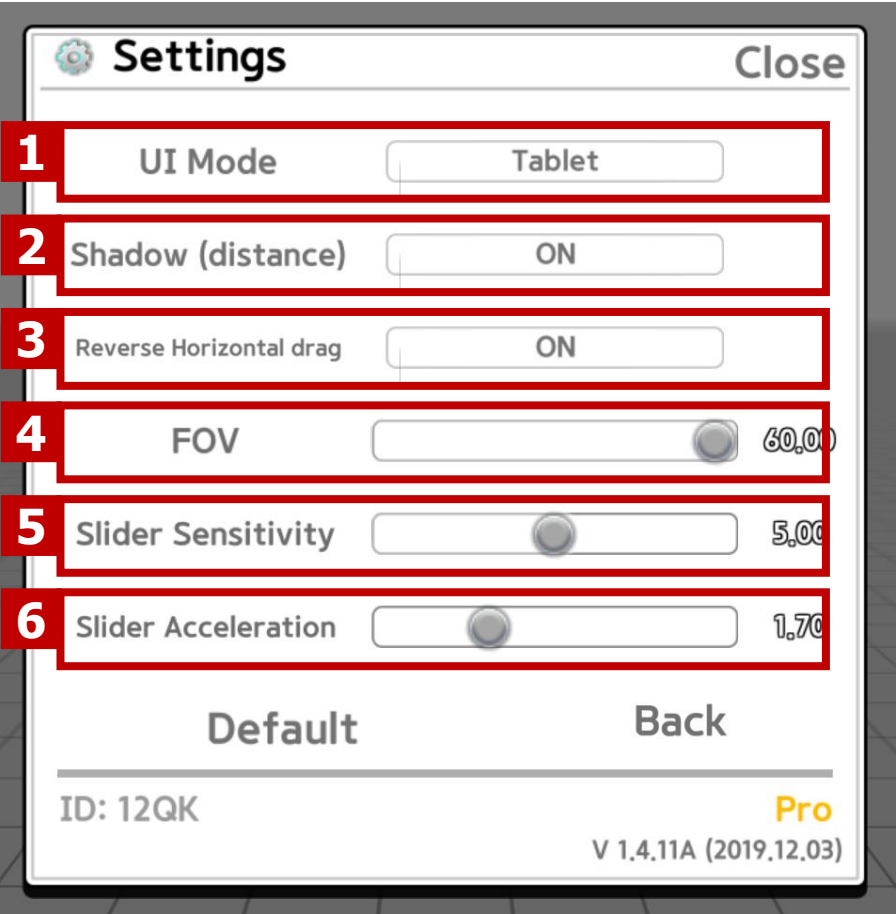 Settings
Close
1
UI Mode
Tablet
2
Shadow (distance)
ON
3
Reverse Horizontal drag
ON
4
FOV
60.00
5
Slider Sensitivity
5.00
6
Slider Acceleration
1.70
Default
Back
ID: 12QK
Pro
V 1.4.11A (2019.12.03)